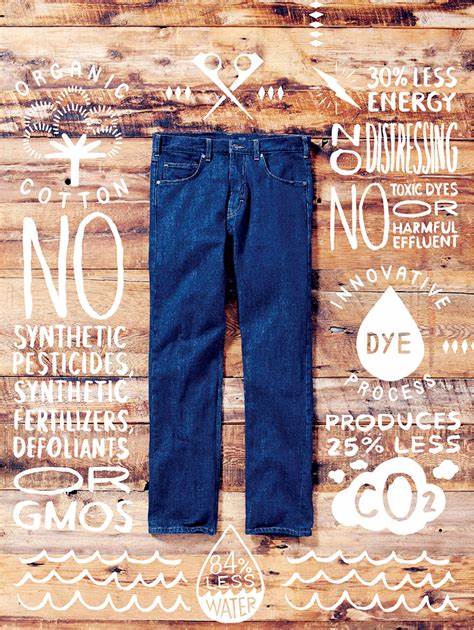 ORGANIC
COTTON
NO
SYNTHETIC
PESTICIDES,
SYNTHETIC
FERTILIZERS,
DEFOLIANTS
OR
GMOS
30% LESS
ENERGY
NO DISTRESSING
NO TOXIC DYES
OR
HARMFUL
EFFLUENT
INNOVATIVE
DYE
PROCESS
PRODUCES
25% LESS
CO2
84%
LESS
WATER